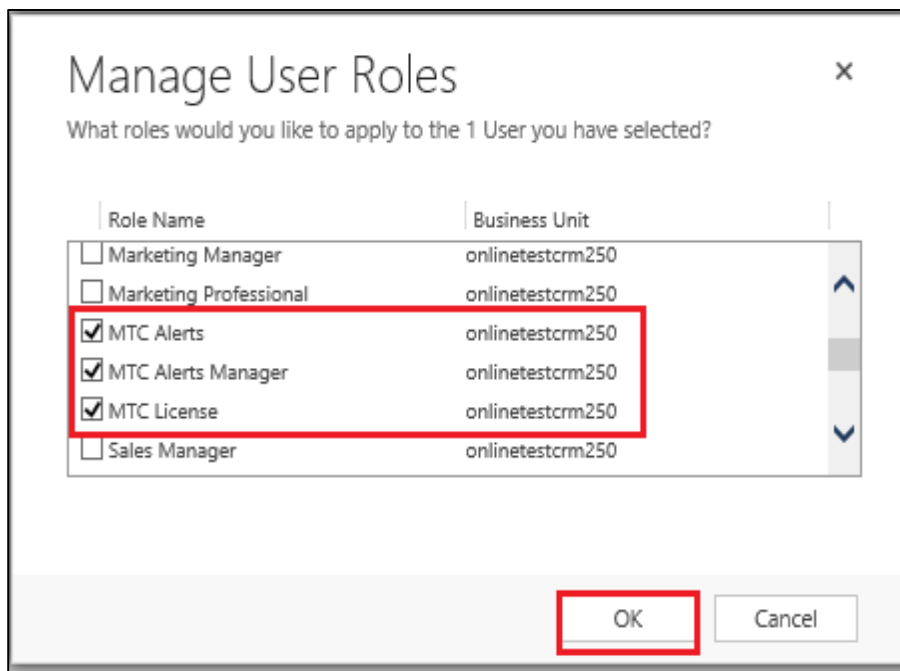 Manage User Roles
What roles would you like to apply to the 1 User you have selected?
Role Name Business Unit
Marketing Manager onlinetestcrm250
Marketing Professional onlinetestcrm250
MTC Alerts onlinetestcrm250
MTC Alerts Manager onlinetestcrm250
MTC License onlinetestcrm250
Sales Manager onlinetestcrm250
OK Cancel